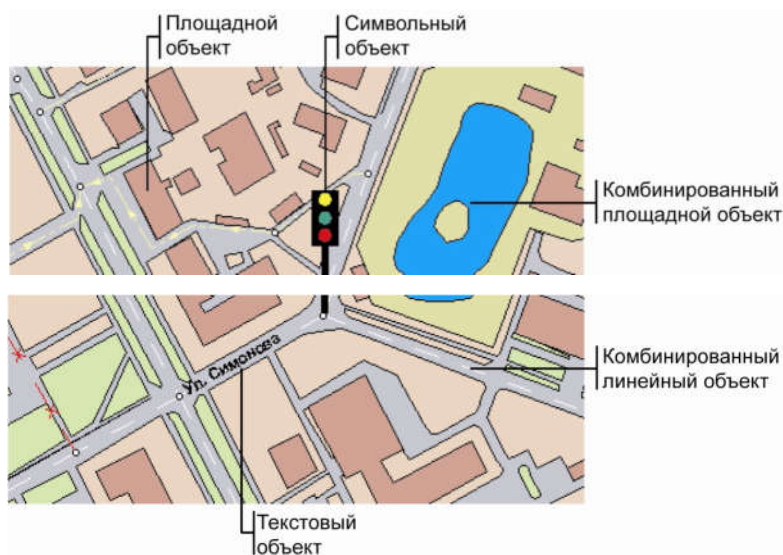 Площадной
объект
Символьный
объект
Комбинированный
площадной объект
Ул. Симонова
Комбинированный
линейный объект
Текстовый
объект